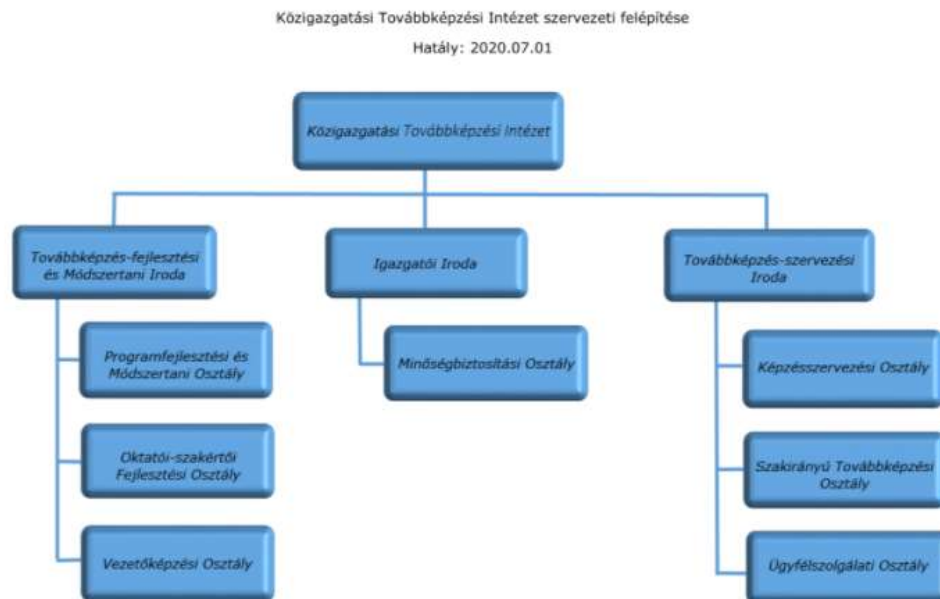 Közigazgatási Továbbképzési Intézet szervezeti felépítése
Hatály: 2020.07.01
Közigazgatási Továbbképzési Intézet
Továbbképzés-fejlesztési
és Módszertani Iroda
Igazgatói Iroda
Továbbképzés-szervezési
Iroda
Programfejlesztési és
Módszertani Osztály
Minőségbiztosítási Osztály
Képzésszervezési Osztály
Oktatói-szakértői
Fejlesztési Osztály
Szakirányú Továbbképzési
Osztály
Vezetőképzési Osztály
Ügyfélszolgálati Osztály